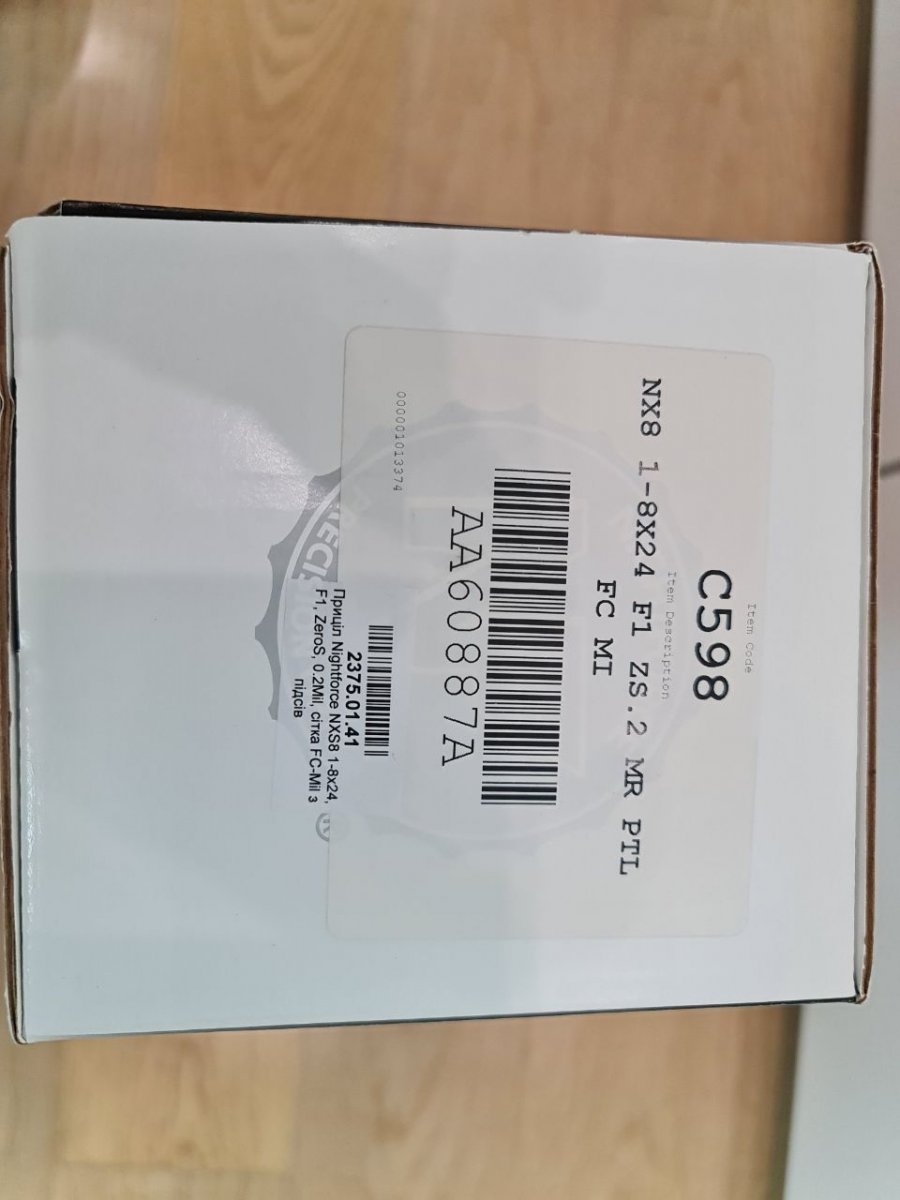 Item Code
C598
Item Description
NX8 1-8X24 F1 ZS.2 MR PTL
FC MI
AA60887A
000001013374
2375.01.41
Приціл Nightforce NXS8 1-8x24,
F1, ZeroS, 0.2Mil, сітка FC-Mil з
підсів